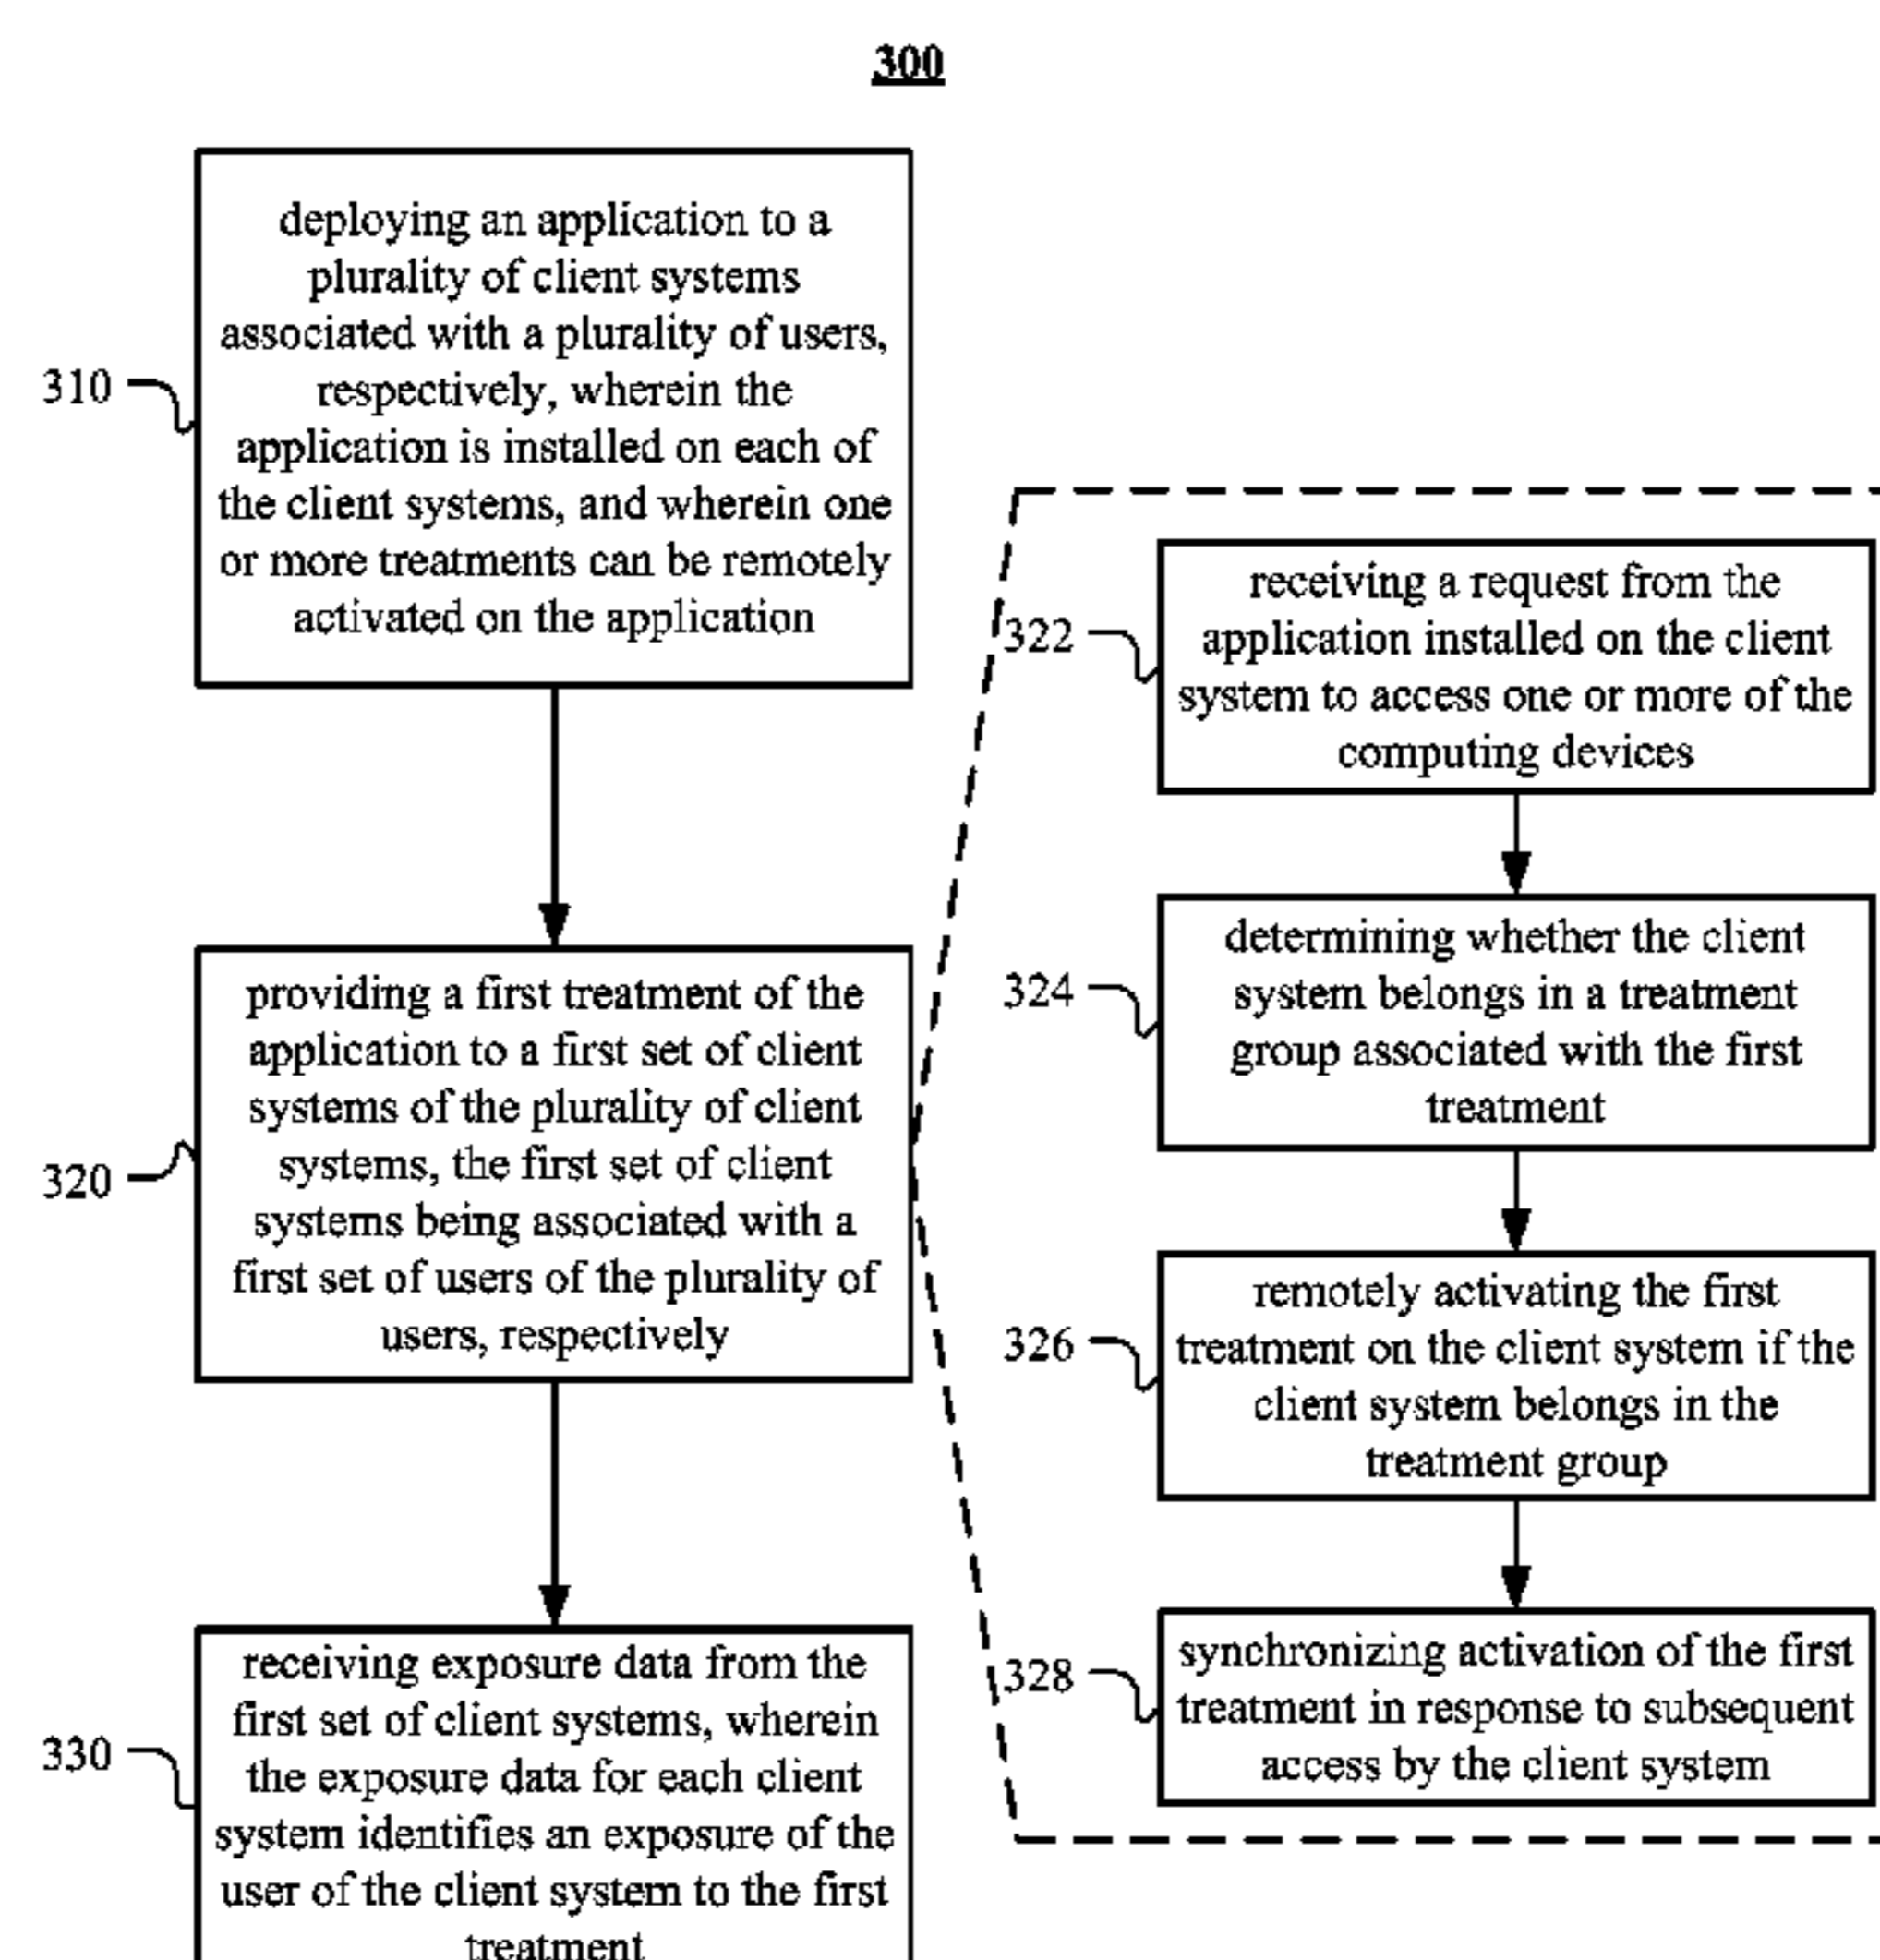 300
310
deploying an application to a
plurality of client systems
associated with a plurality of users,
respectively, wherein the
application is installed on each of
the client systems, and wherein one
or more treatments can be remotely
activated on the application
320
providing a first treatment of the
application to a first set of client
systems of the plurality of client
systems, the first set of client
systems being associated with a
first set of users of the plurality of
users, respectively
330
receiving exposure data from the
first set of client systems, wherein
the exposure data for each client
system identifies an exposure of the
user of the client system to the first
treatment
322
receiving a request from the
application installed on the client
system to access one or more of the
computing devices
324
determining whether the client
system belongs in a treatment
group associated with the first
treatment
326
remotely activating the first
treatment on the client system if the
client system belongs in the
treatment group
328
synchronizing activation of the first
treatment in response to subsequent
access by the client system